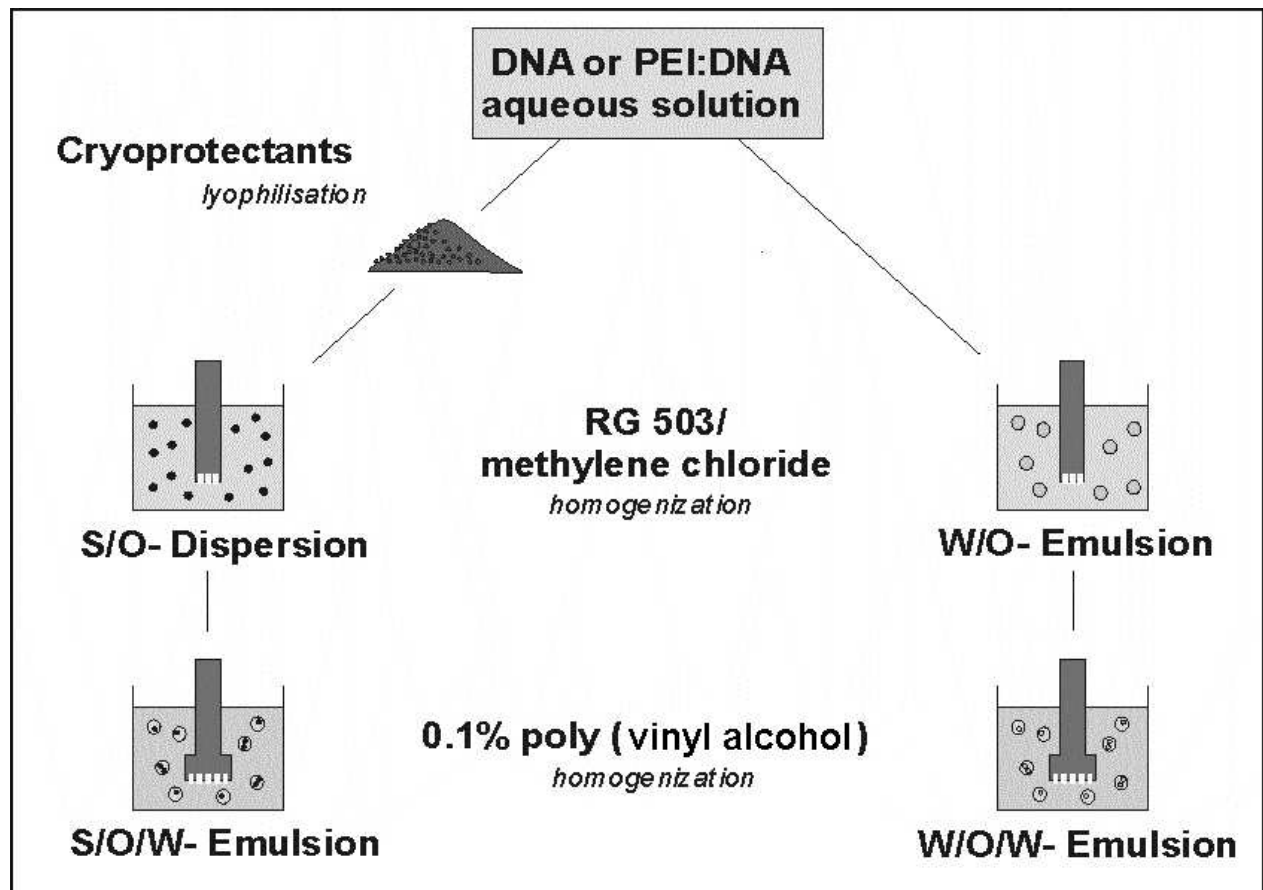 DNA or PEI:DNA
aqueous solution
Cryoprotectants
lyophilisation
RG 503/
methylene chloride
homogenization
S/O- Dispersion
W/O- Emulsion
0.1% poly (vinyl alcohol)
homogenization
S/O/W- Emulsion
W/O/W- Emulsion